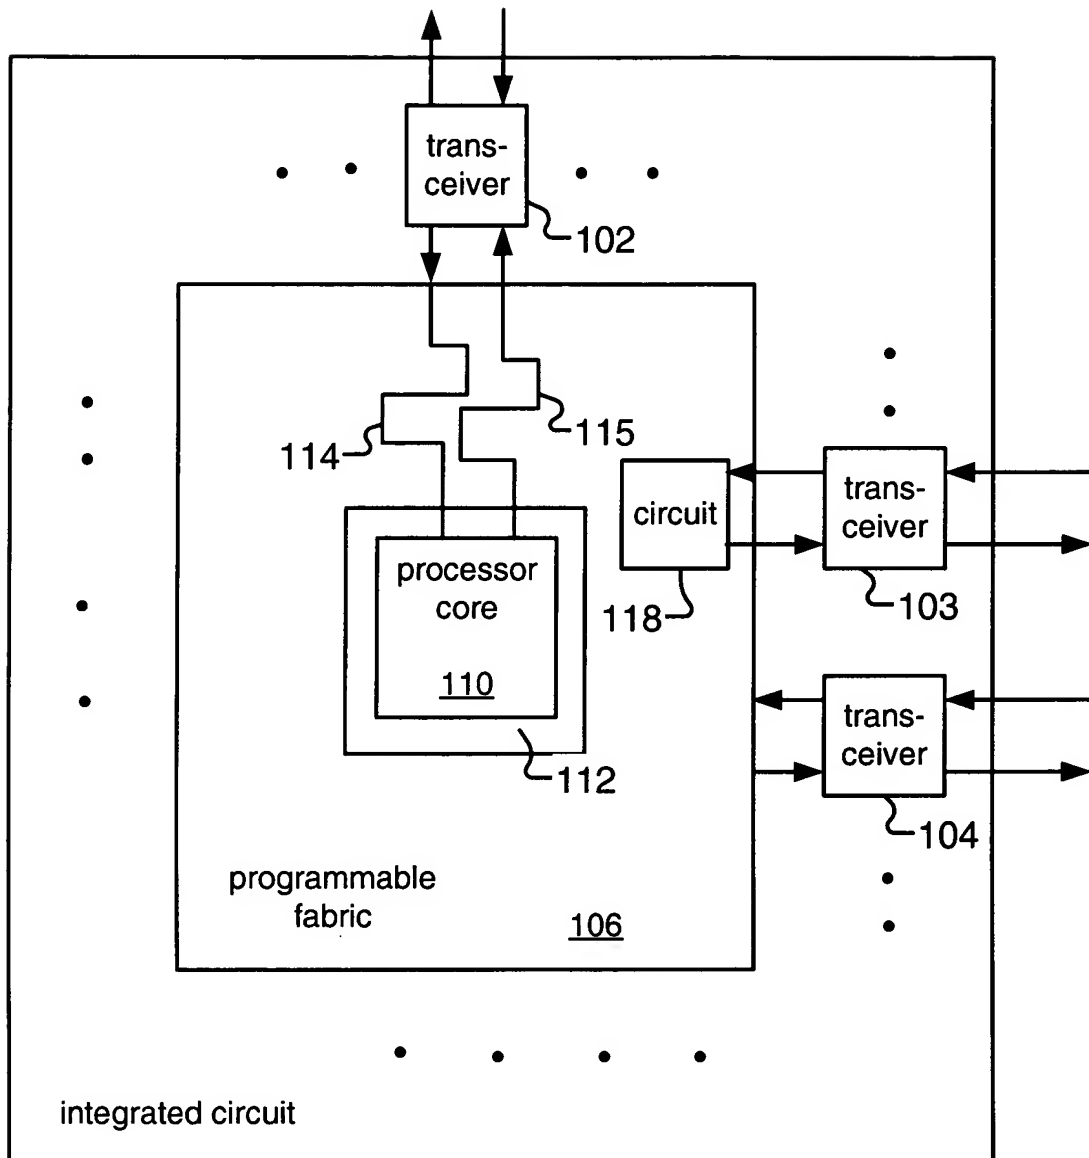 trans-
ceiver
102
114
115
circuit
118
trans-
ceiver
103
processor
core
110
112
trans-
ceiver
104
programmable
fabric
106
integrated circuit